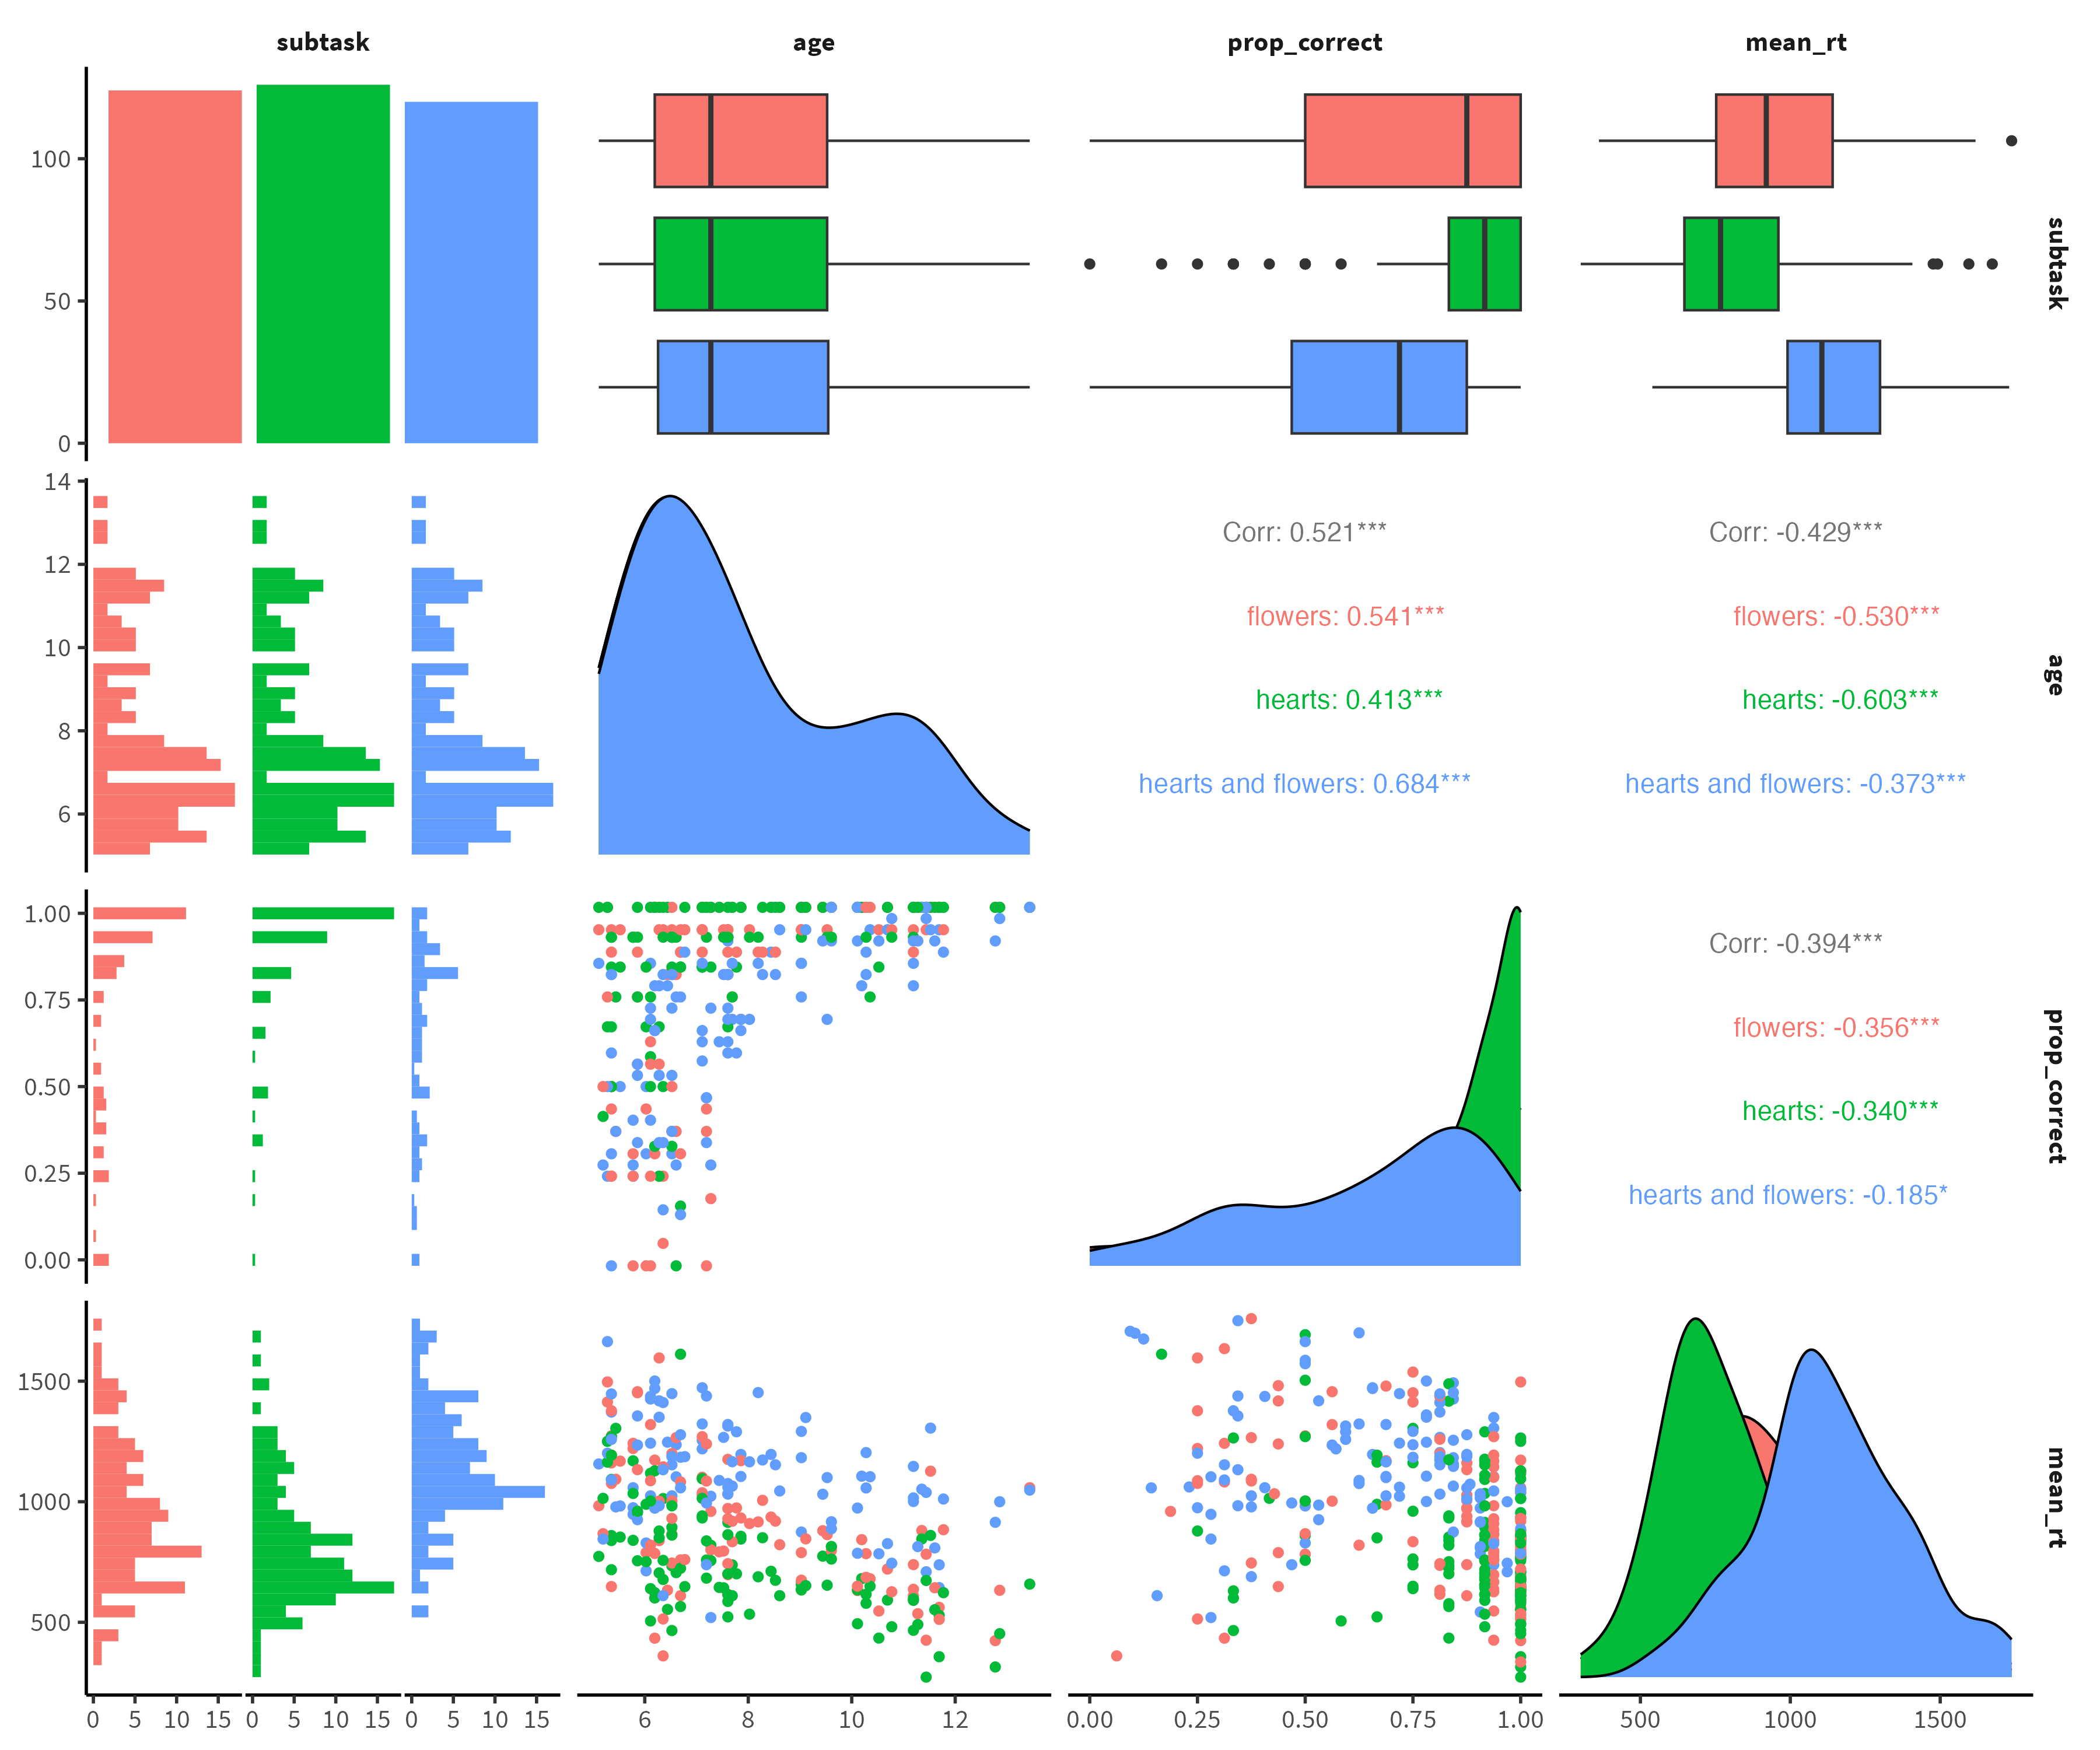 subtask age prop_correct mean_rt
100
50
0
subtask
14
12
10
8
6
Corr: 0.521*** Corr: -0.429***
flowers: 0.541*** flowers: -0.530***
hearts: 0.413*** hearts: -0.603***
hearts and flowers: 0.684*** hearts and flowers: -0.373***
age
1.00
0.75
0.50
0.25
0.00
Corr: -0.394***
flowers: -0.356***
hearts: -0.340***
hearts and flowers: -0.185*
prop_correct
1500
1000
500
mean_rt
0 5 10 15 0 5 10 15 0 5 10 15 6 8 10 12 0.00 0.25 0.50 0.75 1.00 500 1000 1500